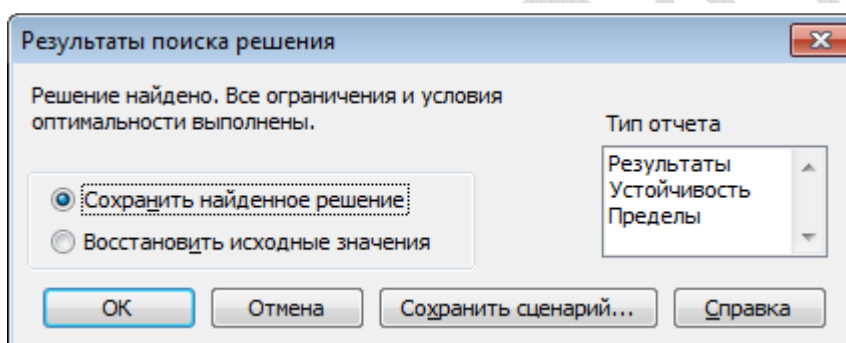 Результаты поиска решения
Решение найдено. Все ограничения и условия
оптимальности выполнены.
Тип отчета
Результаты
Устойчивость
Пределы
Сохранить найденное решение
Восстановить исходные значения
ОК
Отмена
Сохранить сценарий...
Справка